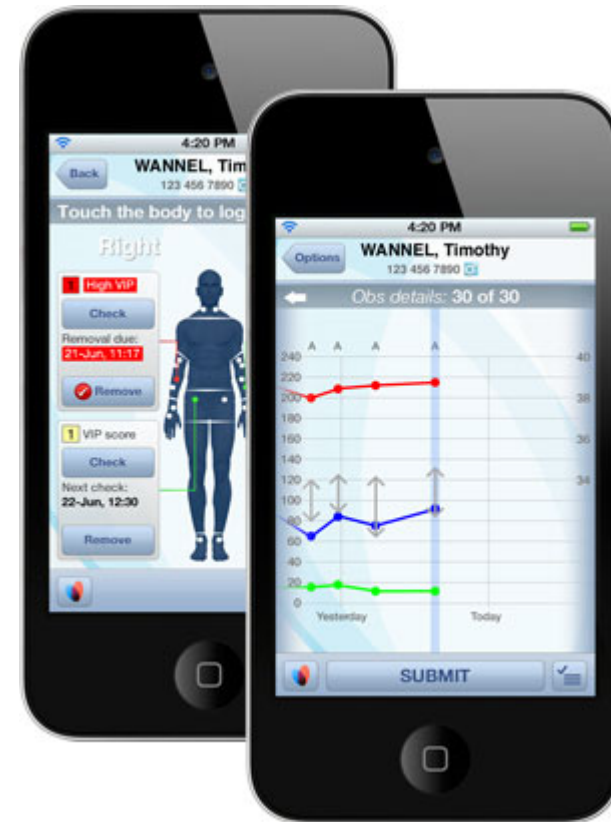 4:20 PM
Back
WANNEL, Tim
123 456 7890
Touch the body to log
Right
1 High VIP
Check
Removal due:
21-Jun, 11:17
Remove
1 VIP score
Check
Next check:
22-Jun, 12:30
Remove
4:20 PM
Options
WANNEL, Timothy
123 456 7890
Obs details: 30 of 30
A A A A
240 40
220
200 38
180
160 36
140
120 34
100
80
60
40
20
0
Yesterday Today
SUBMIT